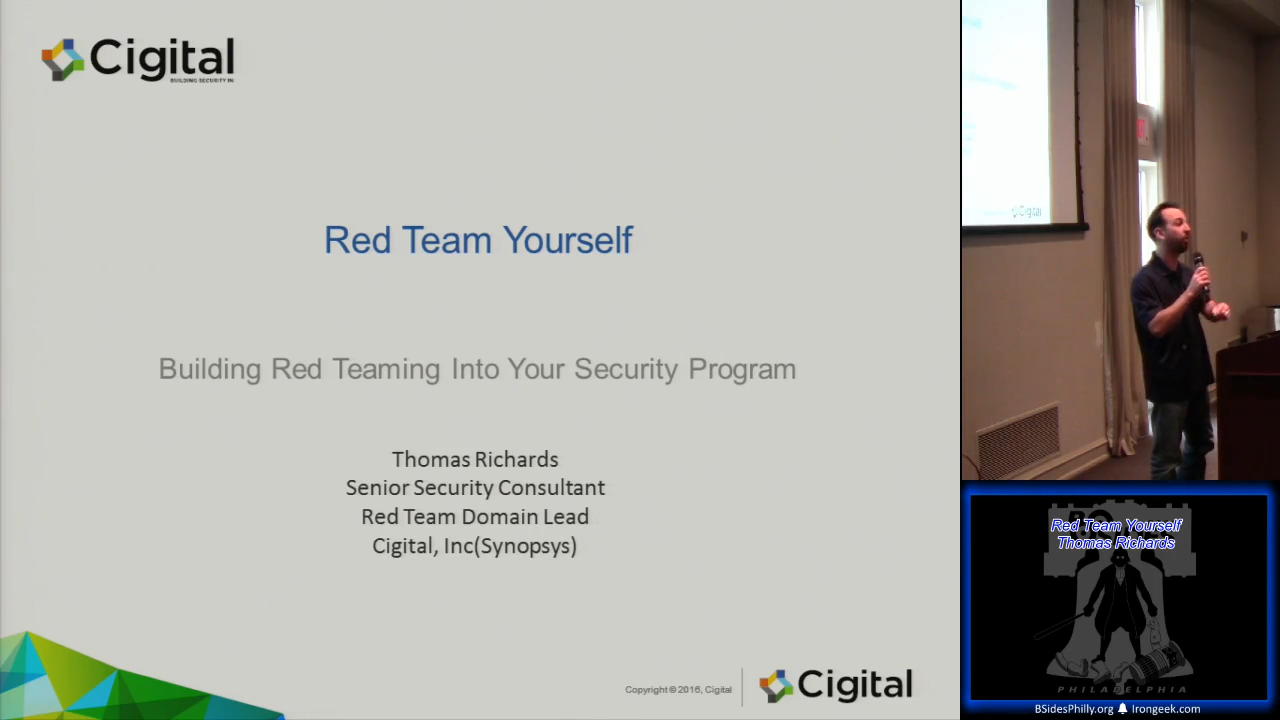 Cigital
BUILDING SECURITY IN
Red Team Yourself
Building Red Teaming Into Your Security Program
Thomas Richards
Senior Security Consultant
Red Team Domain Lead
Cigital, Inc(Synopsys)
Copyright © 2016, Cigital
Cigital
Cigital
Red Team Yourself
Thomas Richards
PHILADELPHIA
BSidesPhilly.org Irongeek.com